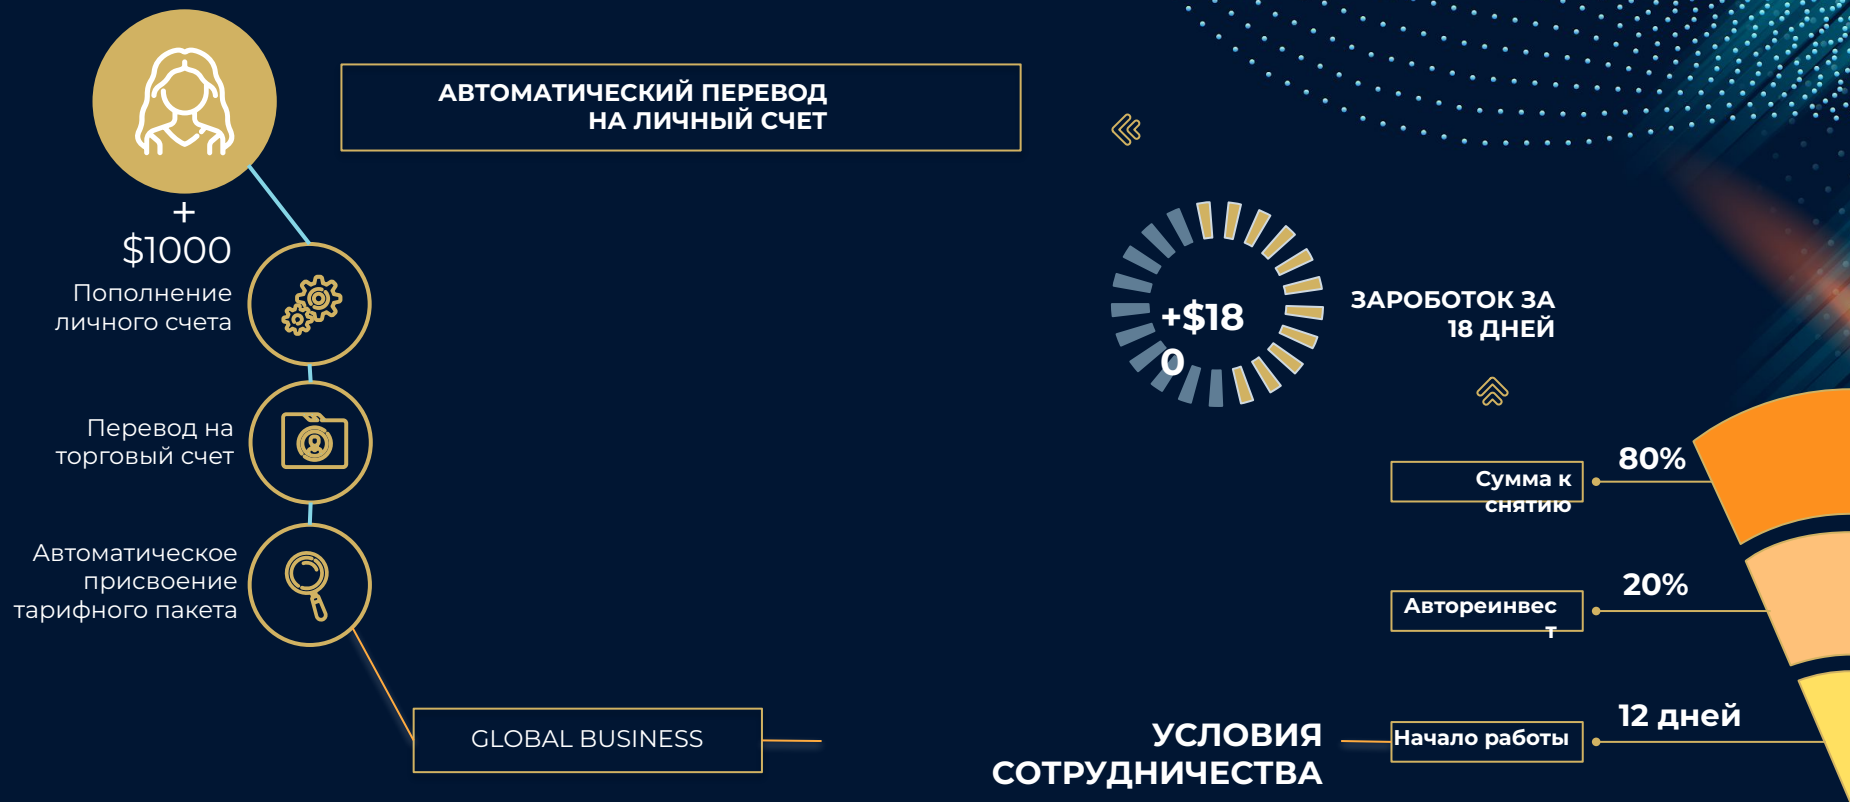 АВТОМАТИЧЕСКИЙ ПЕРЕВОД
НА ЛИЧНЫЙ СЧЕТ
+
$1000
Пополнение
личного счета
Перевод на
торговый счет
Автоматическое
присвоение
тарифного пакета
GLOBAL BUSINESS
+$18
0
ЗАРОБОТОК ЗА
18 ДНЕЙ
80%
Сумма к
снятию
20%
Автореинвес
т
12 дней
Начало работы
УСЛОВИЯ
СОТРУДНИЧЕСТВА